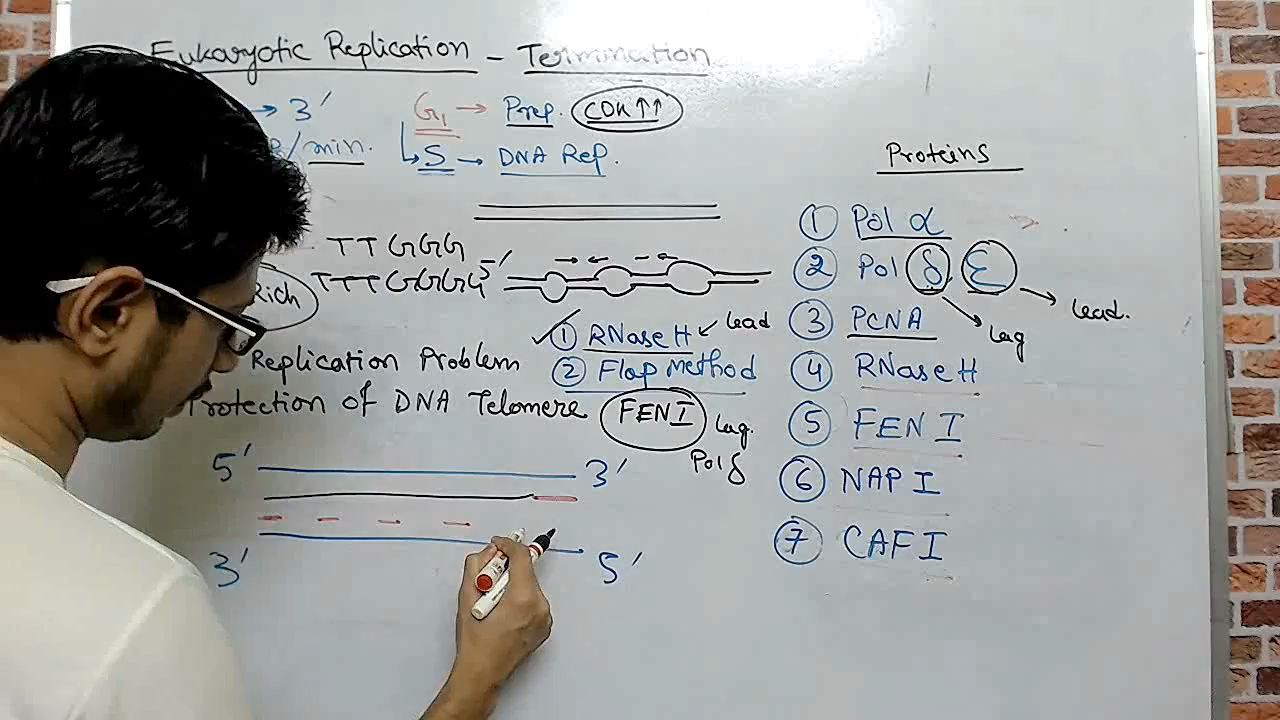 Eukaryotic Replication - Termination
→ 3′
G₁ → Prep. CDK↑↑
/min.
↳ S → DNA Rep.
TTGGG
TTTGGGG 5′
Rich
① RNase H ↙ Lead
Replication Problem
② Flap Method
Protection of DNA Telomere
FEN I Lag.
Pol δ
5′ 3′
3′ 5′
Proteins
① Pol α
② Pol δ ε
Lag
Lead.
③ PCNA
④ RNase H
⑤ FEN I
⑥ NAP I
⑦ CAF I